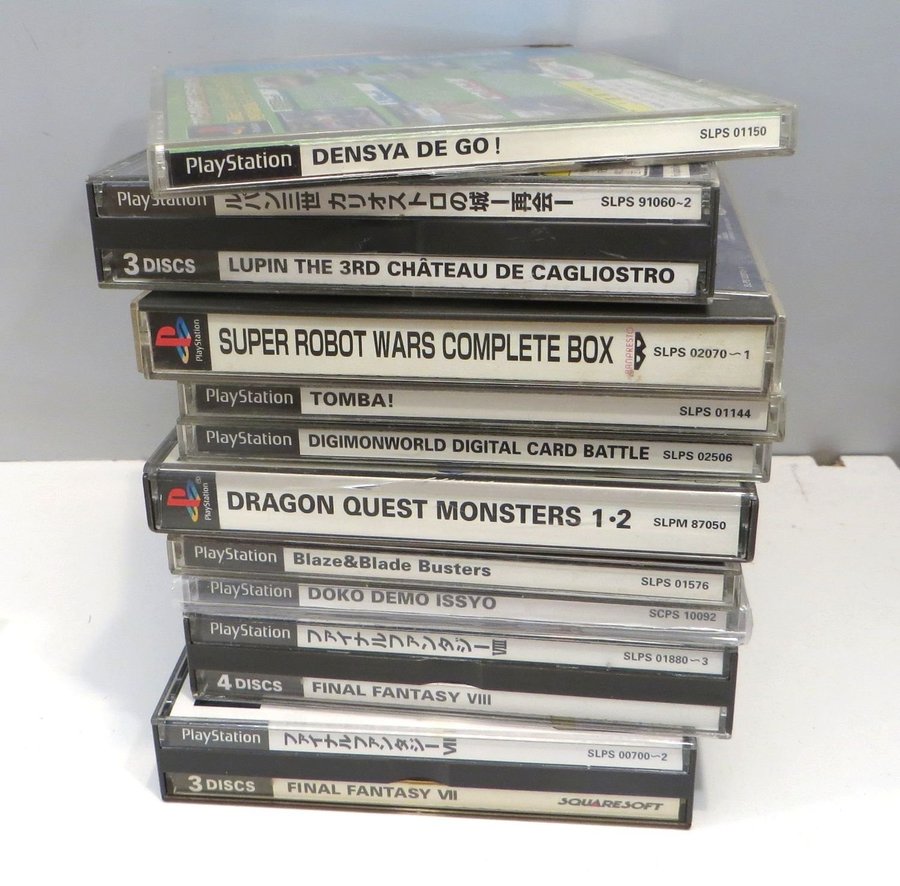 PlayStation DENSYA DE GO! SLPS 01150
PlayStation ルパン三世 カリオストロの城ー再会ー SLPS 91060~2
3 DISCS LUPIN THE 3RD CHÂTEAU DE CAGLIOSTRO
PlayStation SUPER ROBOT WARS COMPLETE BOX BANPRESTO SLPS 02070~1
PlayStation TOMBA! SLPS 01144
PlayStation DIGIMONWORLD DIGITAL CARD BATTLE SLPS 02506
PlayStation DRAGON QUEST MONSTERS 1・2 SLPM 87050
PlayStation Blaze&Blade Busters SLPS 01576
PlayStation DOKO DEMO ISSYO SCPS 10092
PlayStation ファイナルファンタジーVIII SLPS 01880~3
4 DISCS FINAL FANTASY VIII
PlayStation ファイナルファンタジーVII SLPS 00700~2
3 DISCS FINAL FANTASY VII SQUARESOFT